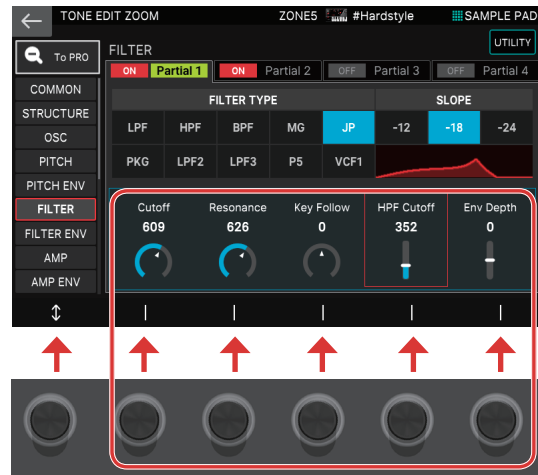 TONE EDIT ZOOM ZONE5 #Hardstyle SAMPLE PAD
To PRO FILTER UTILITY
ON Partial 1 ON Partial 2 OFF Partial 3 OFF Partial 4
COMMON
STRUCTURE
OSC
PITCH
PITCH ENV
FILTER
FILTER ENV
AMP
AMP ENV
FILTER TYPE SLOPE
LPF HPF BPF MG JP -12 -18 -24
PKG LPF2 LPF3 P5 VCF1
Cutoff Resonance Key Follow HPF Cutoff Env Depth
609 626 0 352 0